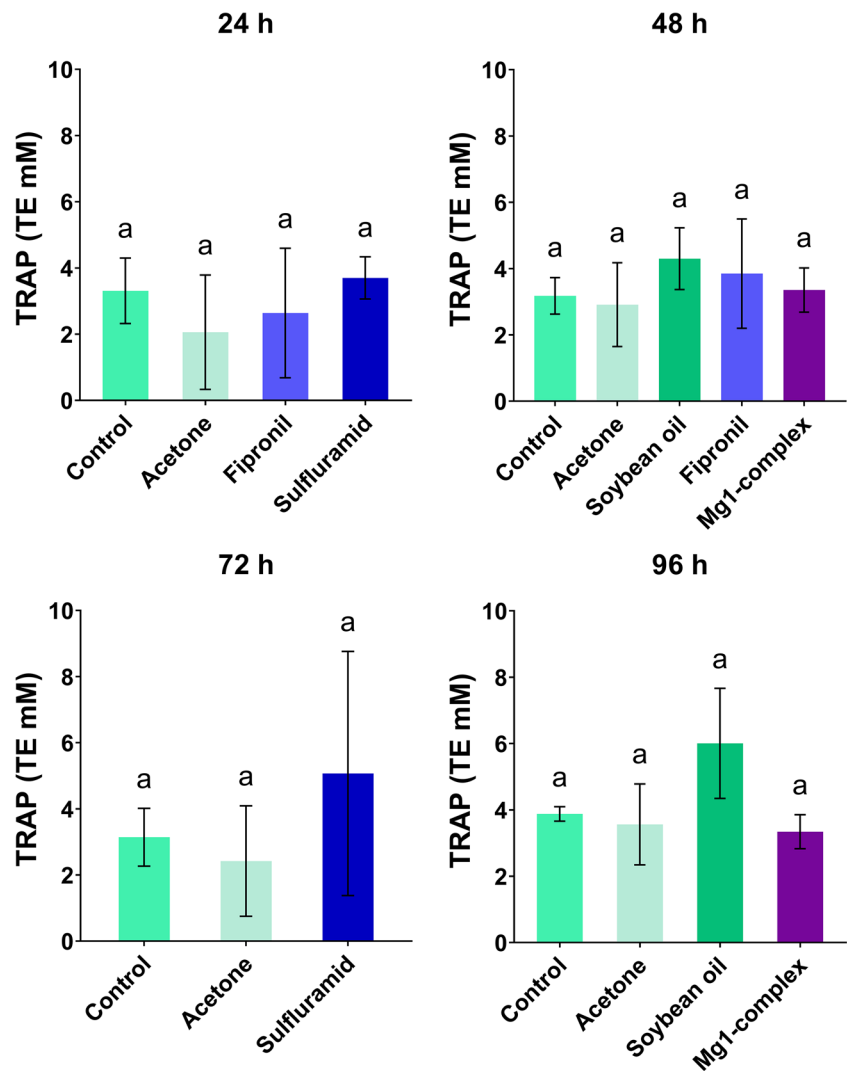 24 h
TRAP (TE mM)
10
8
6
4
2
0
a
a
a
a
Control
Acetone
Fipronil
Sulfluramid
48 h
TRAP (TE mM)
10
8
6
4
2
0
a
a
a
a
a
Control
Acetone
Soybean oil
Fipronil
Mg1-complex
72 h
TRAP (TE mM)
10
8
6
4
2
0
a
a
a
Control
Acetone
Sulfluramid
96 h
TRAP (TE mM)
10
8
6
4
2
0
a
a
a
a
Control
Acetone
Soybean oil
Mg1-complex